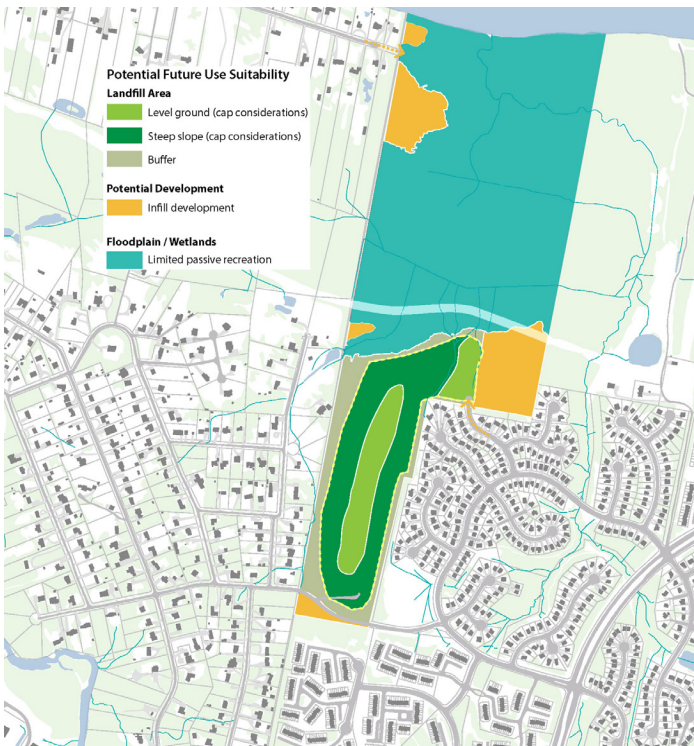 Potential Future Use Suitability
Landfill Area
Level ground (cap considerations)
Steep slope (cap considerations)
Buffer
Potential Development
Infill development
Floodplain / Wetlands
Limited passive recreation